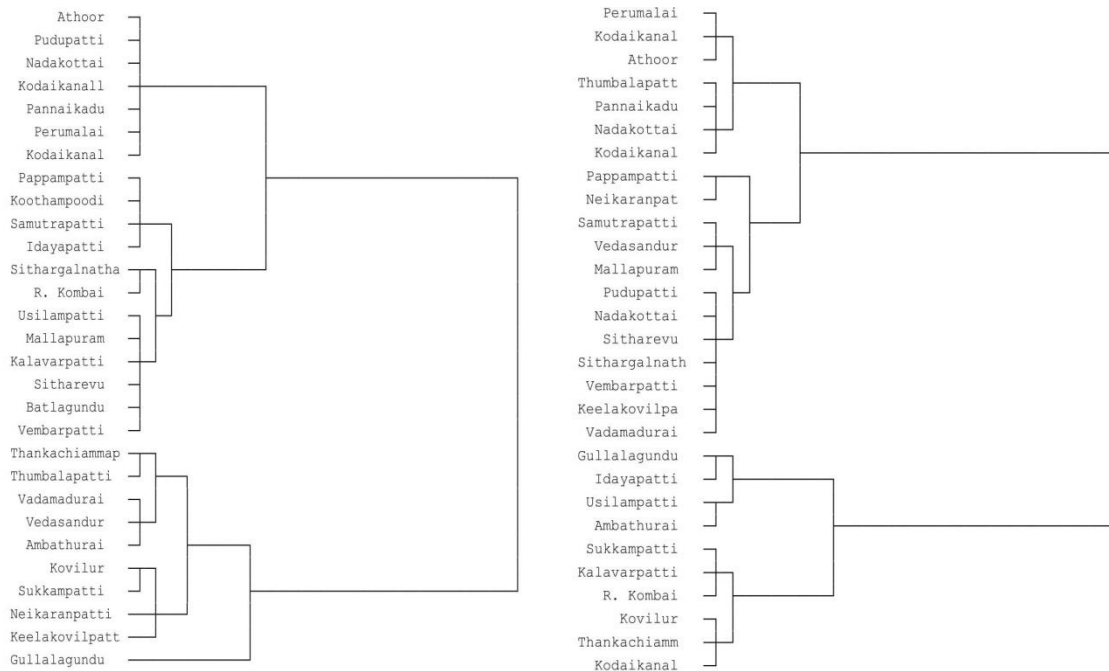 Athoor
Pudupatti
Nadakottai
Kodaikanall
Pannaikadu
Perumalai
Kodaikanal
Pappampatti
Koothampoodi
Samutrapatti
Idayapatti
Sithargalnatha
R. Kombai
Usilampatti
Mallapuram
Kalavarpatti
Sitharevu
Batlagundu
Vembarpatti
Thankachiammap
Thumbalapatti
Vadamadurai
Vedasandur
Ambathurai
Kovilur
Sukkampatti
Neikaranpatti
Keelakovilpatt
Gullalagundu
Perumalai
Kodaikanal
Athoor
Thumbalapatt
Pannaikadu
Nadakottai
Kodaikanal
Pappampatti
Neikaranpat
Samutrapatti
Vedasandur
Mallapuram
Pudupatti
Nadakottai
Sitharevu
Sithargalnath
Vembarpatti
Keelakovilpa
Vadamadurai
Gullalagundu
Idayapatti
Usilampatti
Ambathurai
Sukkampatti
Kalavarpatti
R. Kombai
Kovilur
Thankachiamm
Kodaikanal